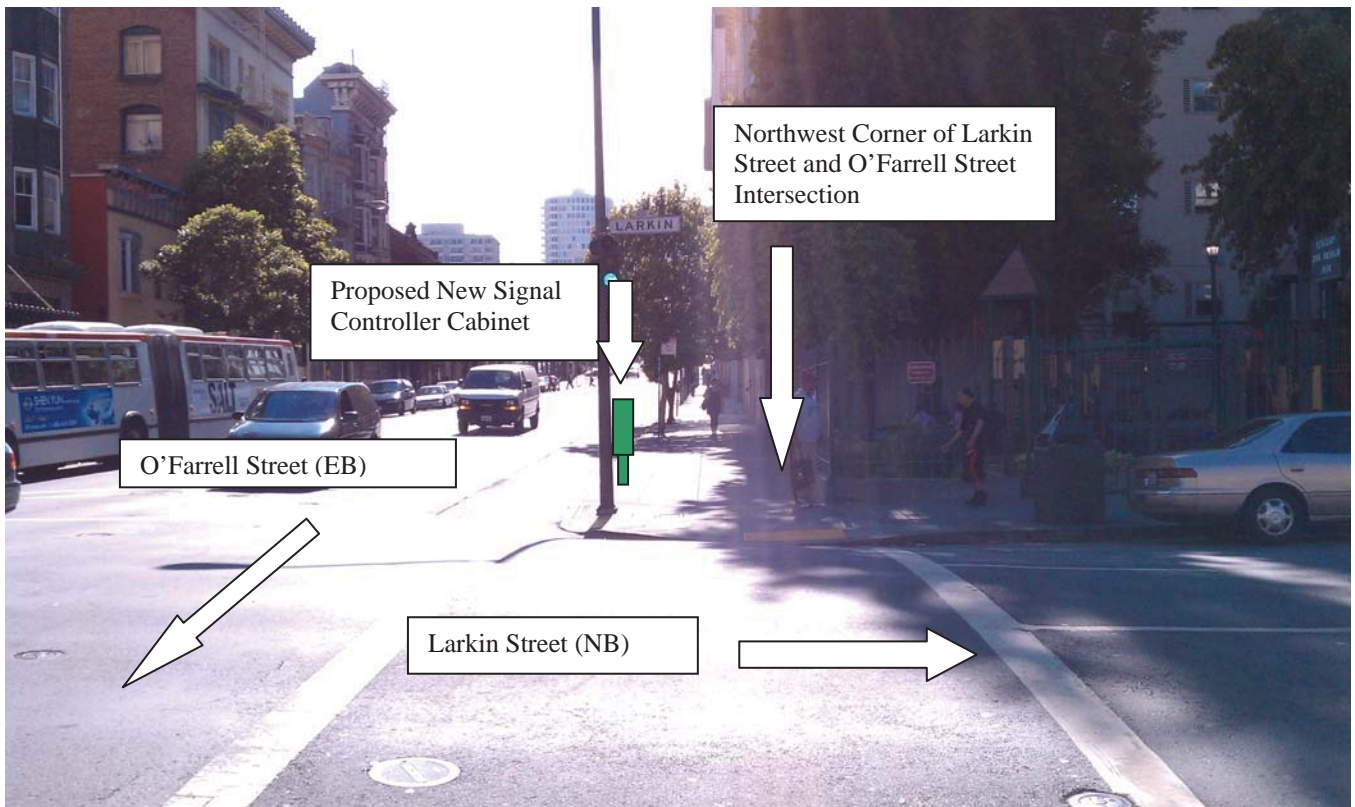 Northwest Corner of Larkin
Street and O’Farrell Street
Intersection
LARKIN
Proposed New Signal
Controller Cabinet
O’Farrell Street (EB)
Larkin Street (NB)